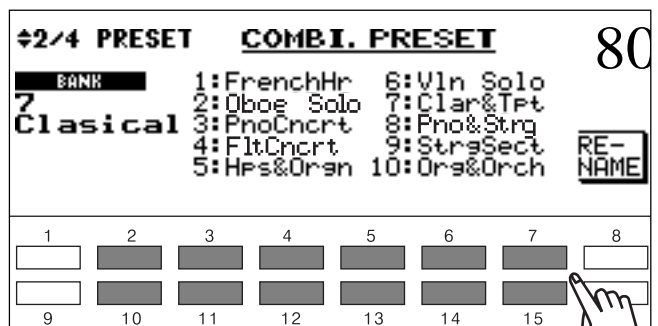 ≑2/4 PRESET COMBI. PRESET 80
BANK
7
Clasical
1:FrenchHr 6:Vln Solo
2:Oboe Solo 7:Clar&Tpt
3:PnoCncrt 8:Pno&Strg
4:FltCncrt 9:StrgSect
5:Hps&Orgn 10:Org&Orch
RE-
NAME
1 2 3 4 5 6 7 8
9 10 11 12 13 14 15